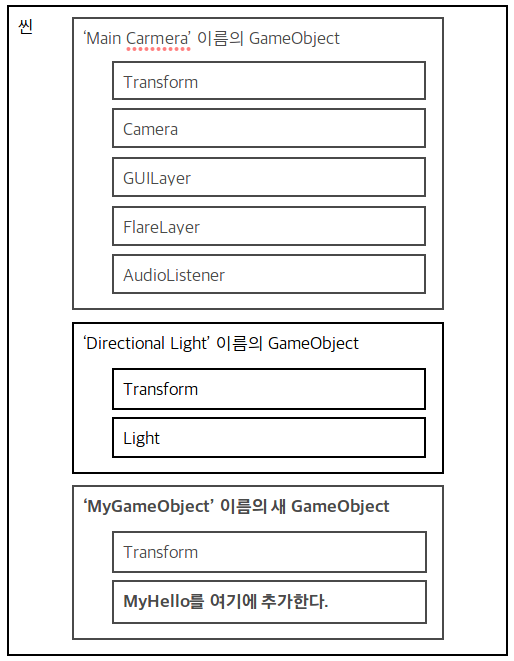 씬
‘Main Carmera’ 이름의 GameObject
Transform
Camera
GUILayer
FlareLayer
AudioListener
‘Directional Light’ 이름의 GameObject
Transform
Light
‘MyGameObject’ 이름의 새 GameObject
Transform
MyHello를 여기에 추가한다.